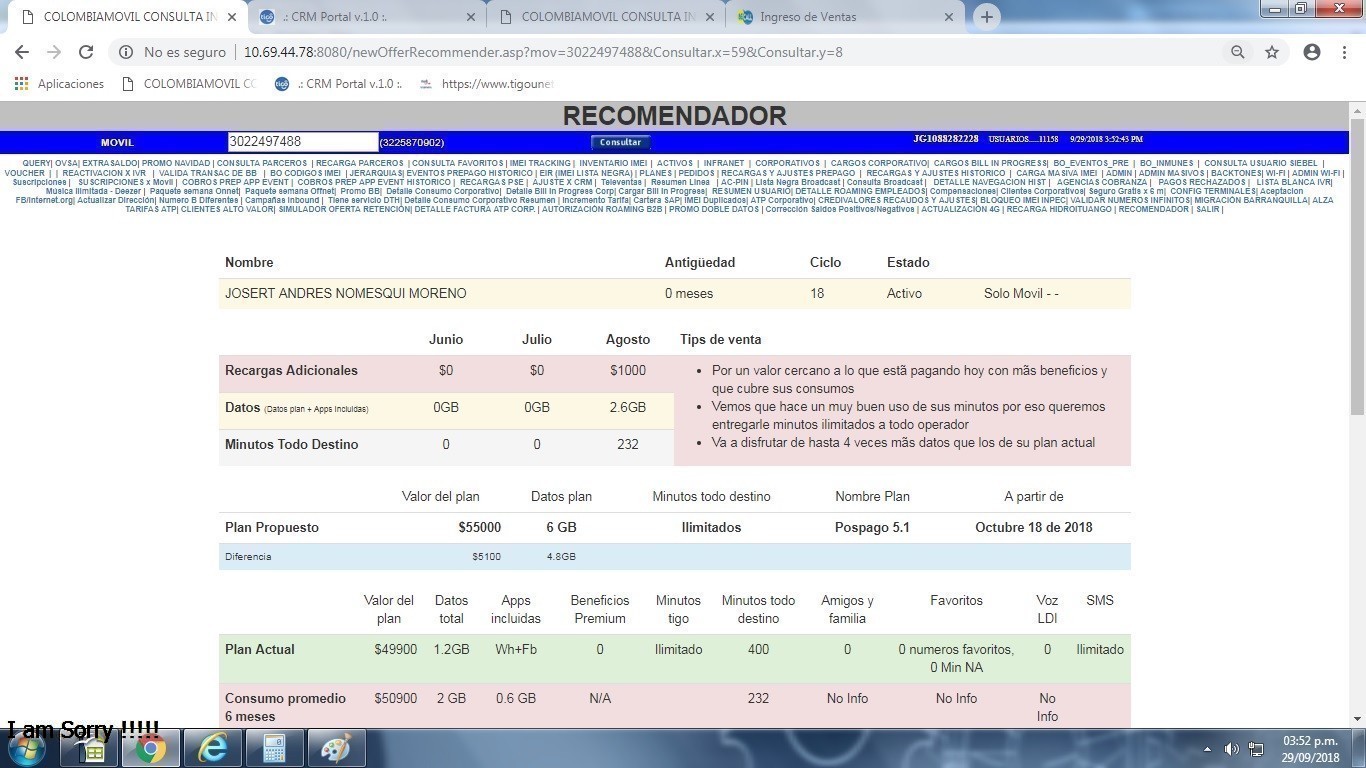 COLOMBIAMOVIL CONSULTA IN
.: CRM Portal v.1.0 :.
COLOMBIAMOVIL CONSULTA IN
Ingreso de Ventas
No es seguro | 10.69.44.78:8080/newOfferRecommender.asp?mov=3022497488&Consultar.x=59&Consultar.y=8
Aplicaciones
COLOMBIAMOVIL CO
.: CRM Portal v.1.0 :.
https://www.tigoune
RECOMENDADOR
MOVIL 3022497488 (3225870902) Consultar JG1088282228 USUARIOS.....11158 9/29/2018 3:52:43 PM
QUERY| OVSA| EXTRASALDO| PROMO NAVIDAD | CONSULTA PARCEROS | RECARGA PARCEROS | CONSULTA FAVORITOS | IMEI TRACKING | INVENTARIO IMEI | ACTIVOS | INFRANET | CORPORATIVOS | CARGOS CORPORATIVO| CARGOS BILL IN PROGRESS| BO_EVENTOS_PRE | BO_INMUNES | CONSULTA USUARIO SIEBEL |
VOUCHER | | REACTIVACION X IVR | VALIDA TRANSAC DE BB | BO CODIGOS IMEI | JERARQUIAS| EVENTOS PREPAGO HISTORICO | EIR (IMEI LISTA NEGRA) | PLANES | PEDIDOS | RECARGAS Y AJUSTES PREPAGO | RECARGAS Y AJUSTES HISTORICO | CARGA MASIVA IMEI | ADMIN | ADMIN MASIVOS | BACKTONES| WI-FI | ADMIN WI-FI |
Suscripciones | SUSCRIPCIONES x Movil | COBROS PREP APP EVENT | COBROS PREP APP EVENT HISTORICO | RECARGAS PSE | AJUSTE X CRM | Televentas | Resumen Linea | AC-PIN | Lista Negra Broadcast | Consulta Broadcast | DETALLE NAVEGACION HIST | AGENCIAS COBRANZA | PAGOS RECHAZADOS | LISTA BLANCA IVR|
Música Ilimitada - Deezer | Paquete semana Onnet| Paquete semana Offnet| Promo BB| Detalle Consumo Corporativo| Detalle Bill In Progress Corp| Cargar Bill In Progress| RESUMEN USUARIO| DETALLE ROAMING EMPLEADOS| Compensaciones| Clientes Corporativos| Seguro Gratis x 6 m| CONFIG TERMINALES| Aceptacion
FB/Internet.org| Actualizar Dirección| Numero B Diferentes | Campañas Inbound | Tiene servicio DTH| Detalle Consumo Corporativo Resumen | Incremento Tarifa| Cartera SAP| IMEI Duplicados| ATP Corporativo| CREDIVALORES RECAUDOS Y AJUSTES| BLOQUEO IMEI INPEC| VALIDAR NUMEROS INFINITOS| MIGRACIÓN BARRANQUILLA| ALZA
TARIFAS ATP| CLIENTES ALTO VALOR| SIMULADOR OFERTA RETENCIÓN| DETALLE FACTURA ATP CORP. | AUTORIZACIÓN ROAMING B2B | PROMO DOBLE DATOS | Corrección Saldos Positivos/Negativos | ACTUALIZACIÓN 4G | RECARGA HIDROITUANGO | RECOMENDADOR | SALIR |
Nombre Antigüedad Ciclo Estado
JOSERT ANDRES NOMESQUI MORENO 0 meses 18 Activo Solo Movil - -
Junio Julio Agosto Tips de venta
Recargas Adicionales $0 $0 $1000
Datos (Datos plan + Apps incluidas) 0GB 0GB 2.6GB
Minutos Todo Destino 0 0 232
• Por un valor cercano a lo que estã pagando hoy con mãs beneficios y
que cubre sus consumos
• Vemos que hace un muy buen uso de sus minutos por eso queremos
entregarle minutos ilimitados a todo operador
• Va a disfrutar de hasta 4 veces mãs datos que los de su plan actual
Valor del plan Datos plan Minutos todo destino Nombre Plan A partir de
Plan Propuesto $55000 6 GB Ilimitados Pospago 5.1 Octubre 18 de 2018
Diferencia $5100 4.8GB
Valor del plan Datos total Apps incluidas Beneficios Premium Minutos tigo Minutos todo destino Amigos y familia Favoritos Voz LDI SMS
Plan Actual $49900 1.2GB Wh+Fb 0 Ilimitado 400 0 0 numeros favoritos, 0 Min NA 0 Ilimitado
Consumo promedio 6 meses $50900 2 GB 0.6 GB N/A 232 No Info No Info No Info
I am Sorry !!!!!
03:52 p.m.
29/09/2018